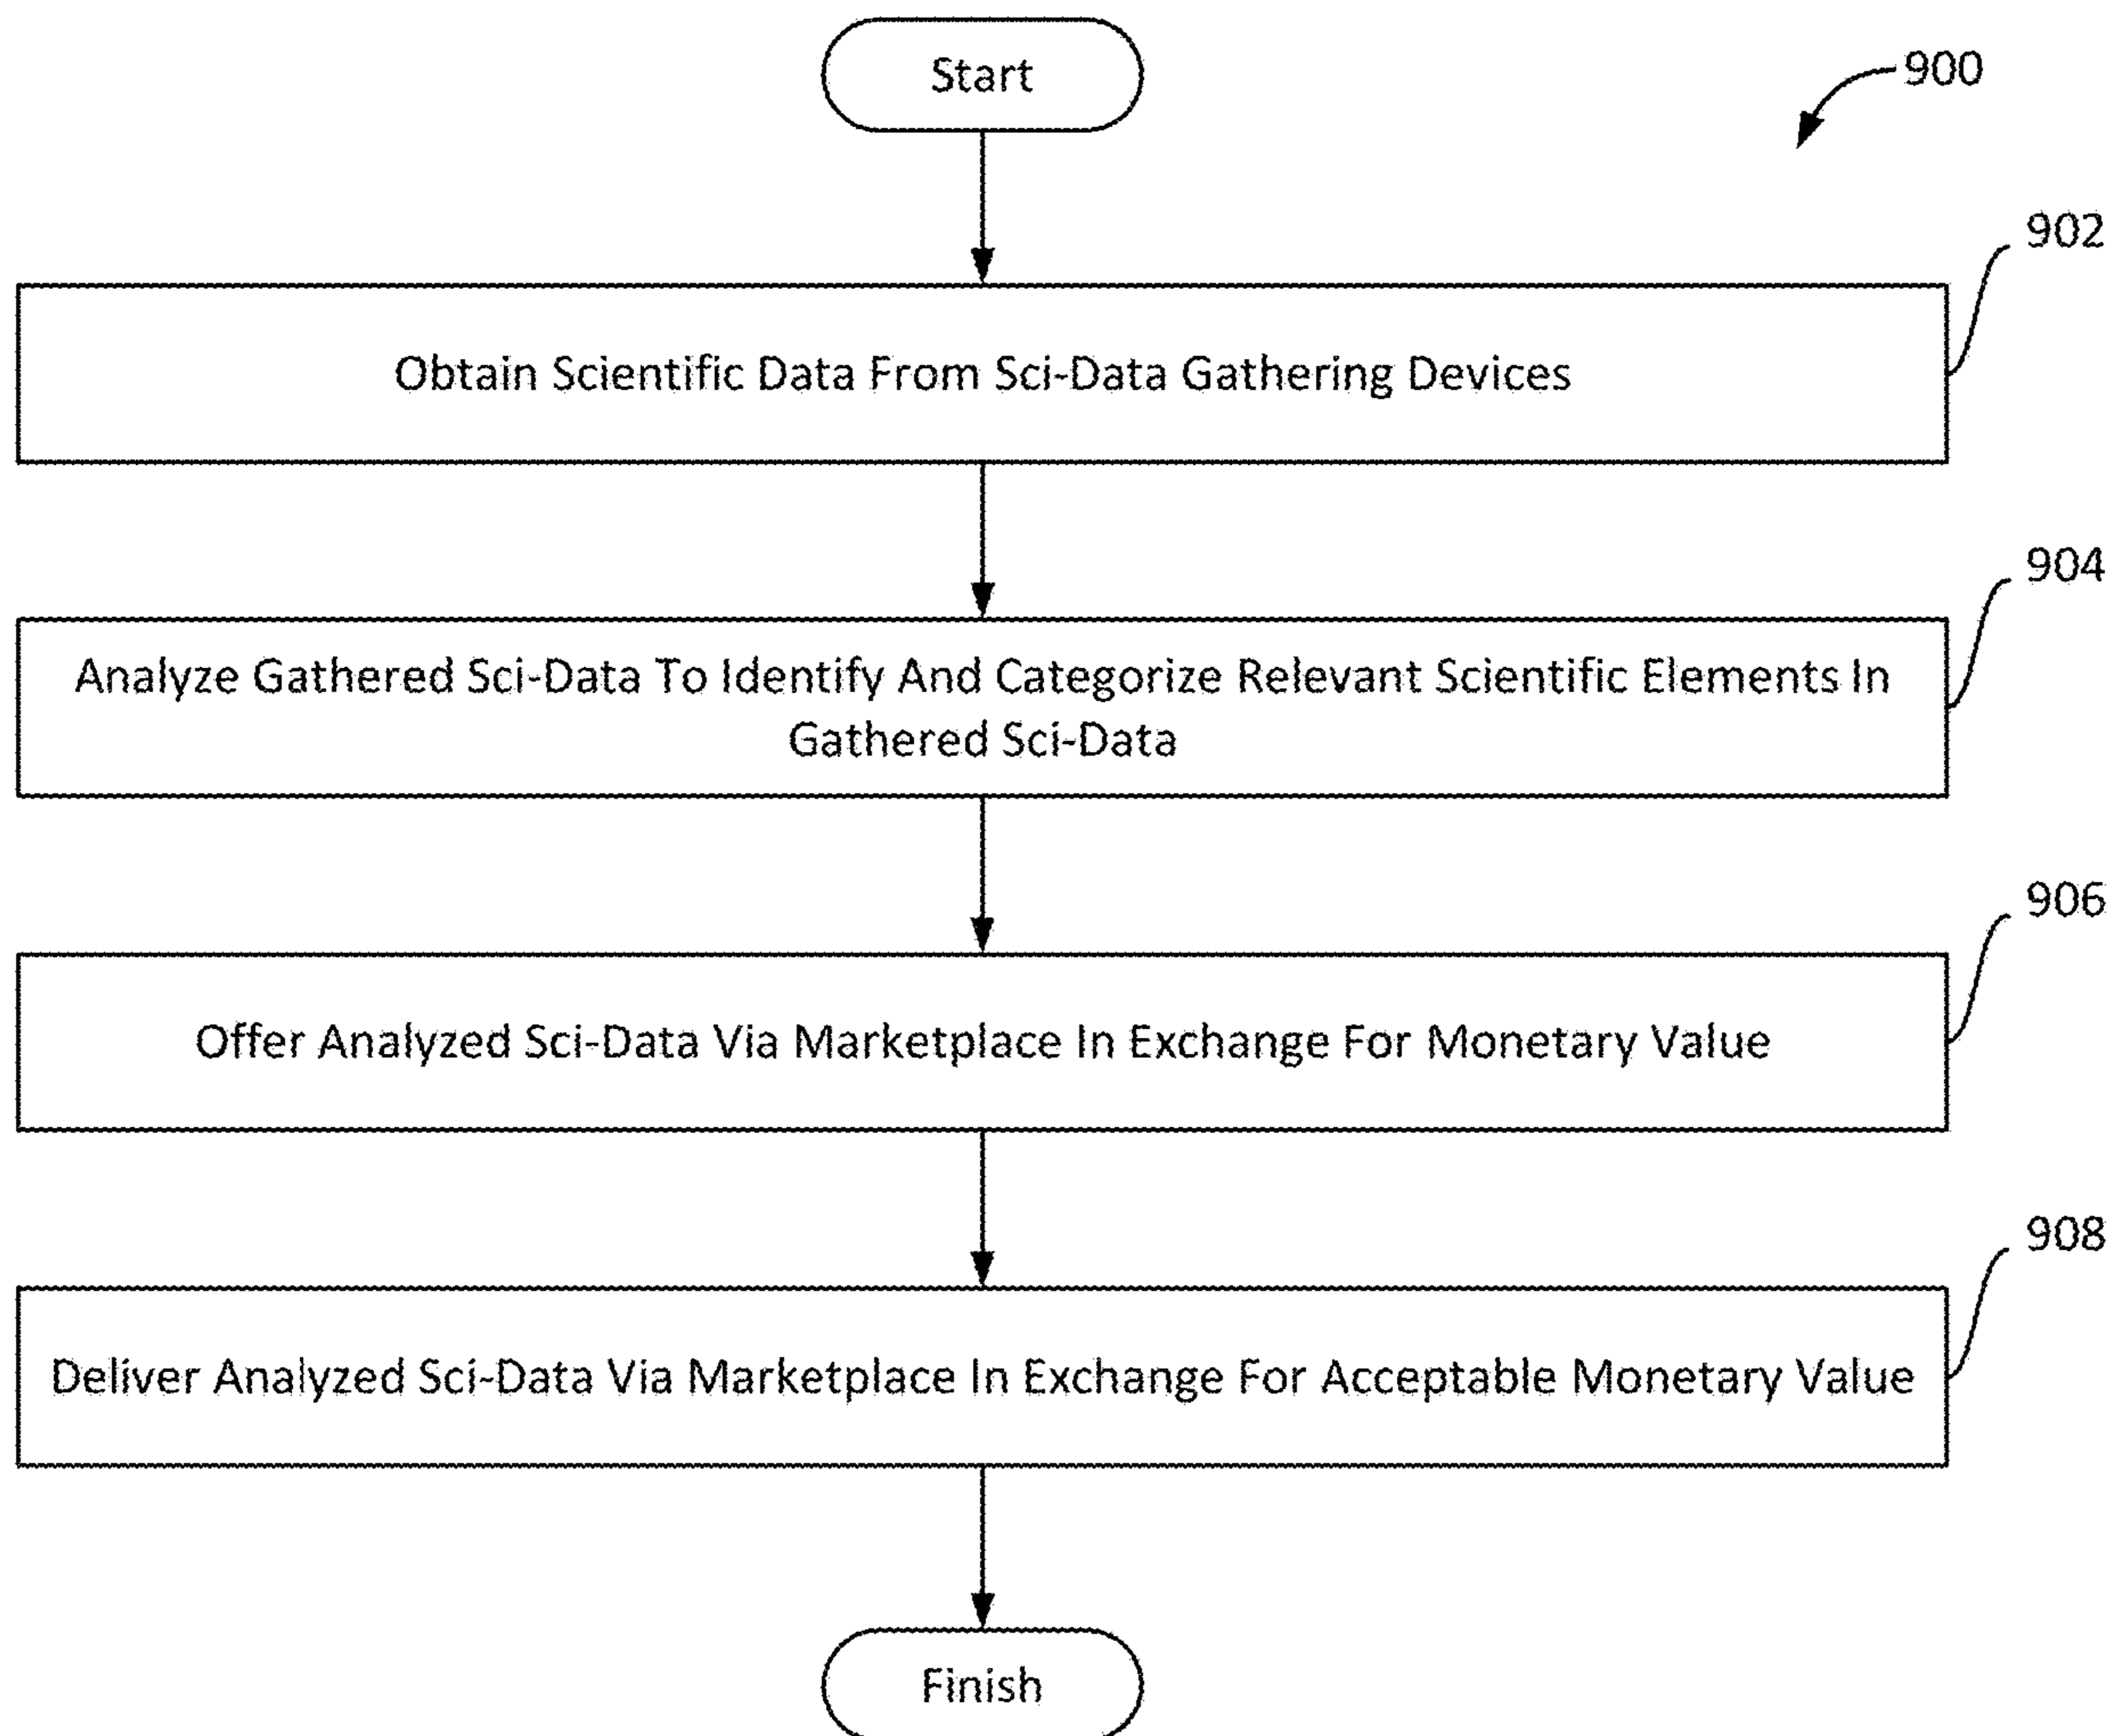 Start
900
902
Obtain Scientific Data From Sci-Data Gathering Devices
904
Analyze Gathered Sci-Data To Identify And Categorize Relevant Scientific Elements In
Gathered Sci-Data
906
Offer Analyzed Sci-Data Via Marketplace In Exchange For Monetary Value
908
Deliver Analyzed Sci-Data Via Marketplace In Exchange For Acceptable Monetary Value
Finish